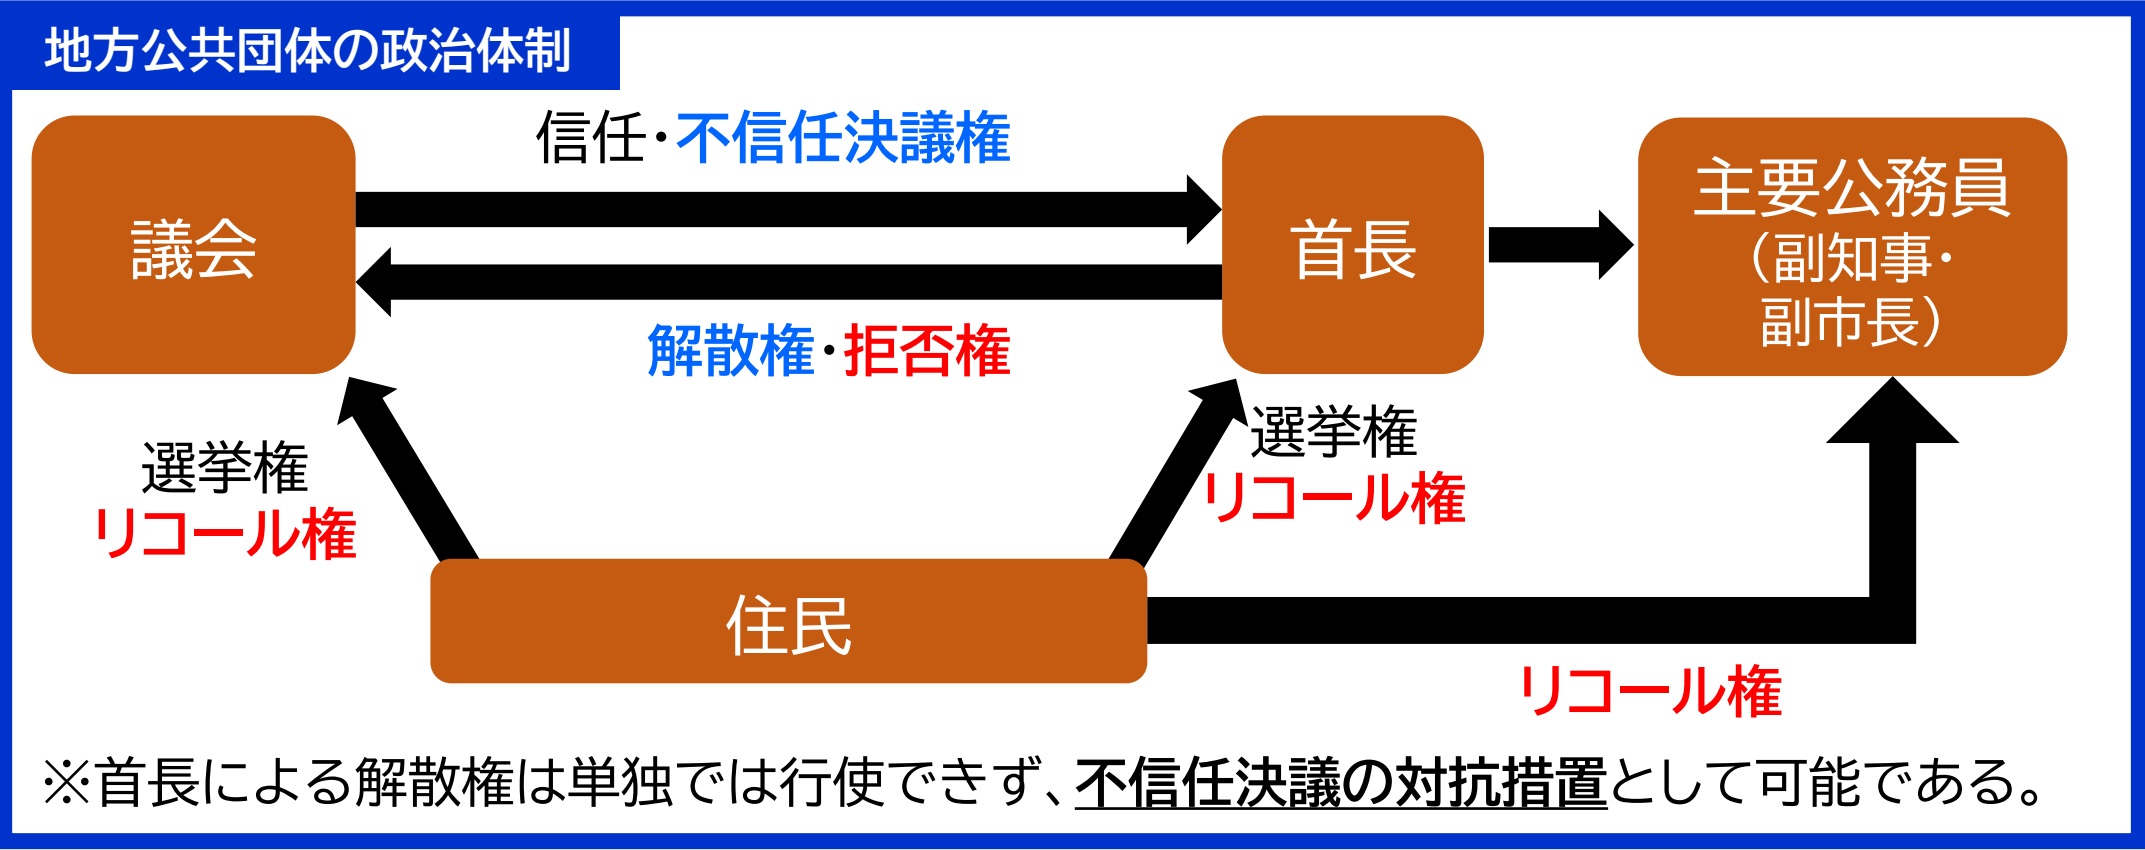 地方公共団体の政治体制
信任・不信任決議権
議会
首長
主要公務員
（副知事・
副市長）
解散権・拒否権
選挙権
リコール権
選挙権
リコール権
住民
リコール権
※首長による解散権は単独では行使できず、不信任決議の対抗措置として可能である。